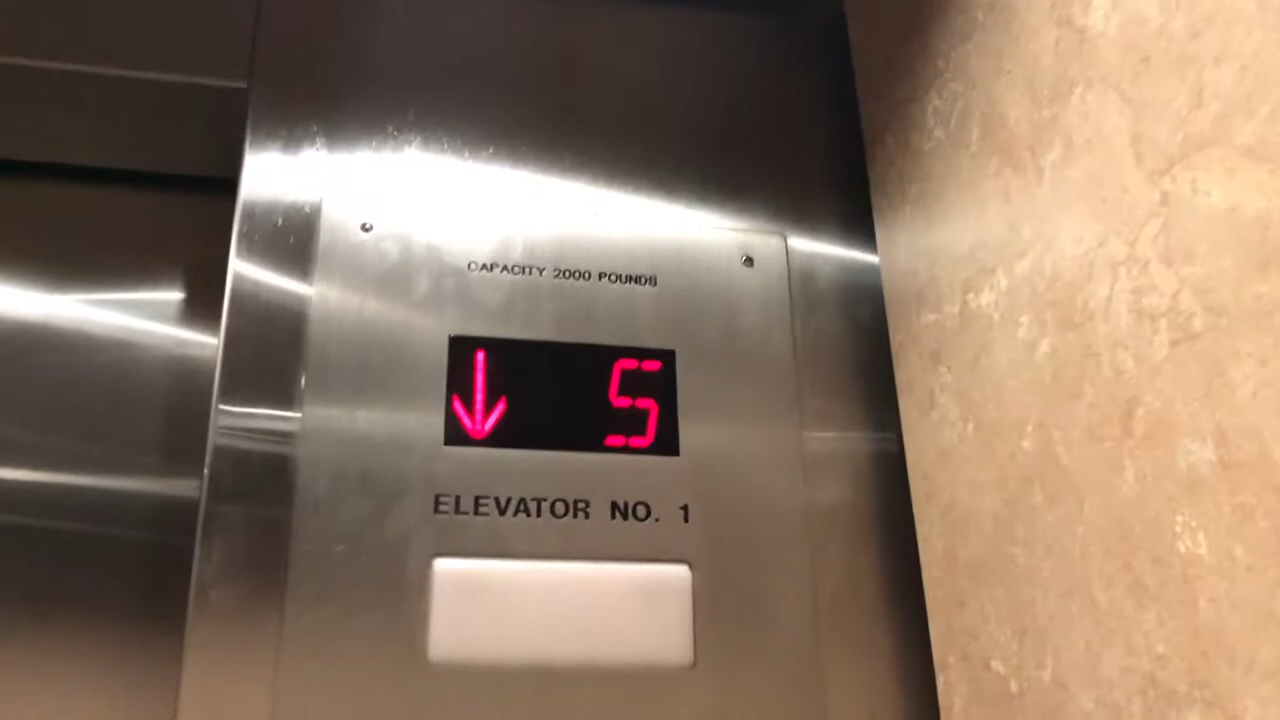 CAPACITY 2000 POUNDS
↓ 5
ELEVATOR NO. 1